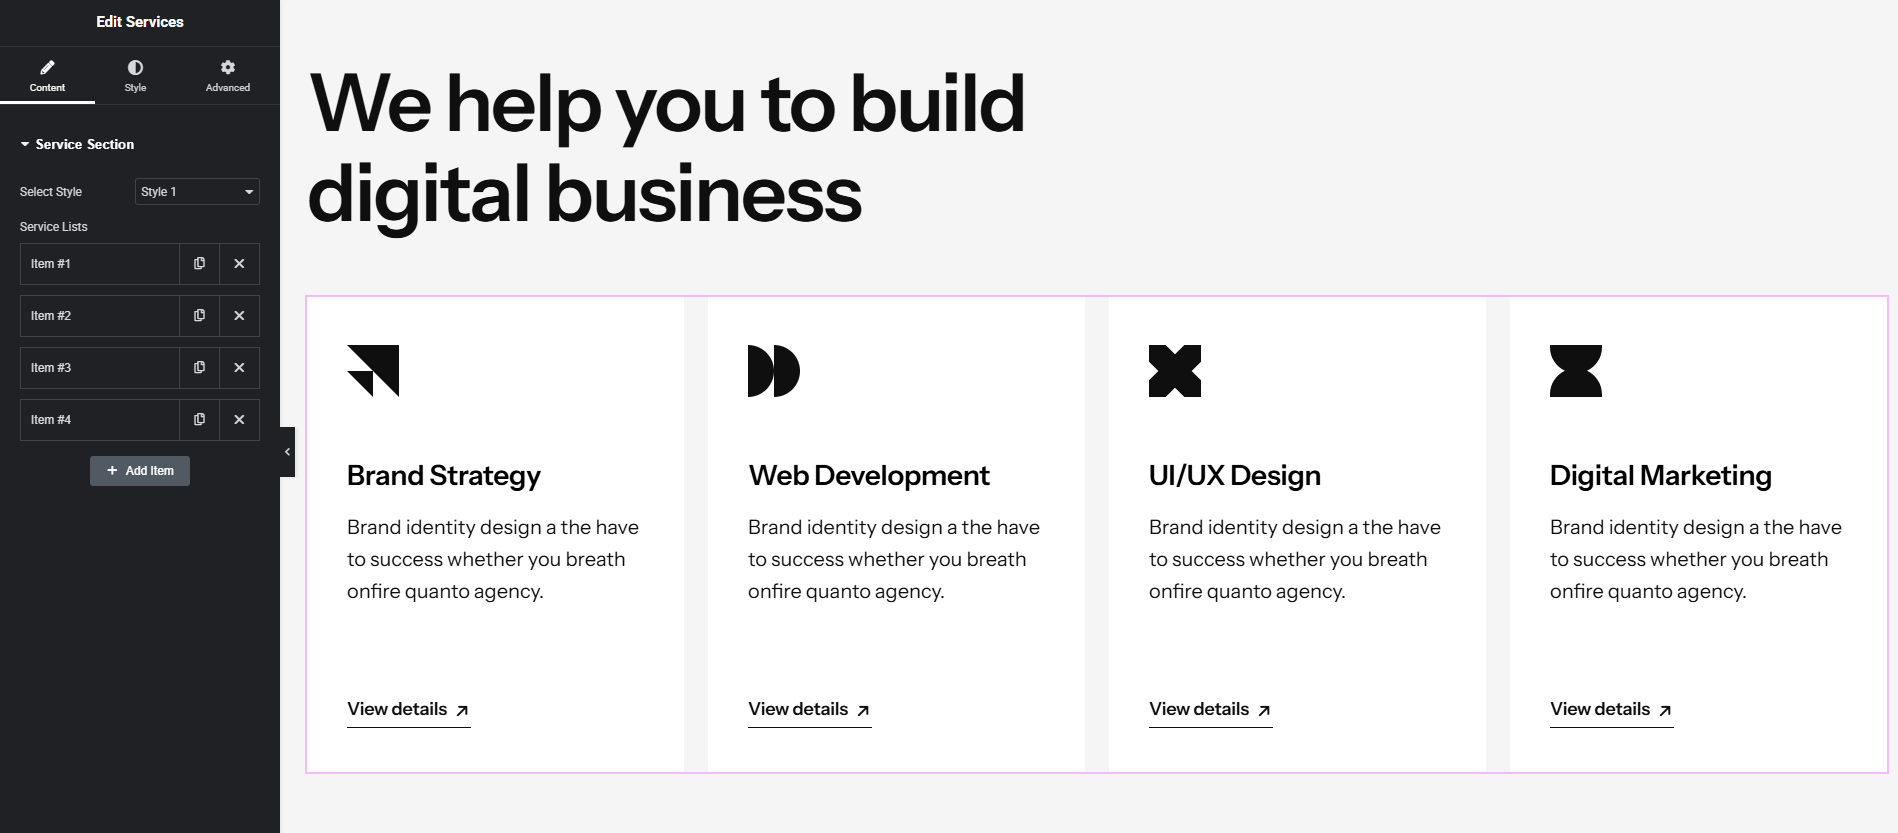 Edit Services
Content
Style
Advanced
Service Section
Select Style
Style 1
Service Lists
Item #1
Item #2
Item #3
Item #4
Add Item
We help you to build
digital business
Brand Strategy
Brand identity design a the have
to success whether you breath
onfire quanto agency.
View details
Web Development
Brand identity design a the have
to success whether you breath
onfire quanto agency.
View details
UI/UX Design
Brand identity design a the have
to success whether you breath
onfire quanto agency.
View details
Digital Marketing
Brand identity design a the have
to success whether you breath
onfire quanto agency.
View details